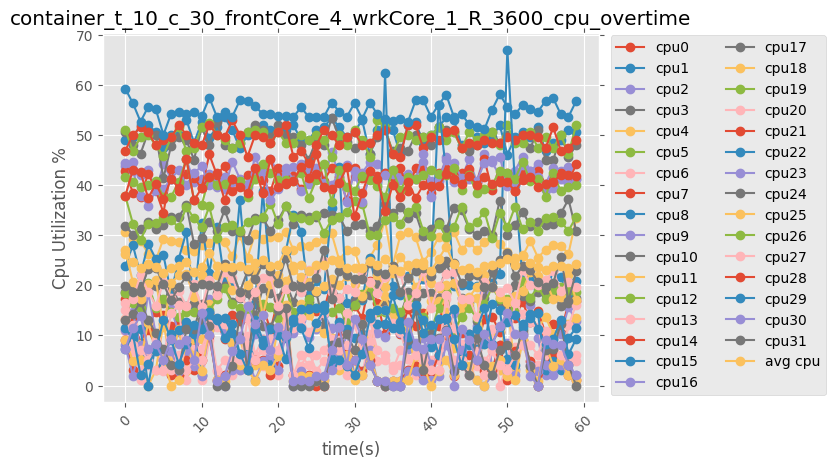 container_t_10_c_30_frontCore_4_wrkCore_1_R_3600_cpu_overtime
Cpu Utilization %
70
60
50
40
30
20
10
0
0
10
20
30
40
50
60
time(s)
cpu0
cpu1
cpu2
cpu3
cpu4
cpu5
cpu6
cpu7
cpu8
cpu9
cpu10
cpu11
cpu12
cpu13
cpu14
cpu15
cpu16
cpu17
cpu18
cpu19
cpu20
cpu21
cpu22
cpu23
cpu24
cpu25
cpu26
cpu27
cpu28
cpu29
cpu30
cpu31
avg cpu